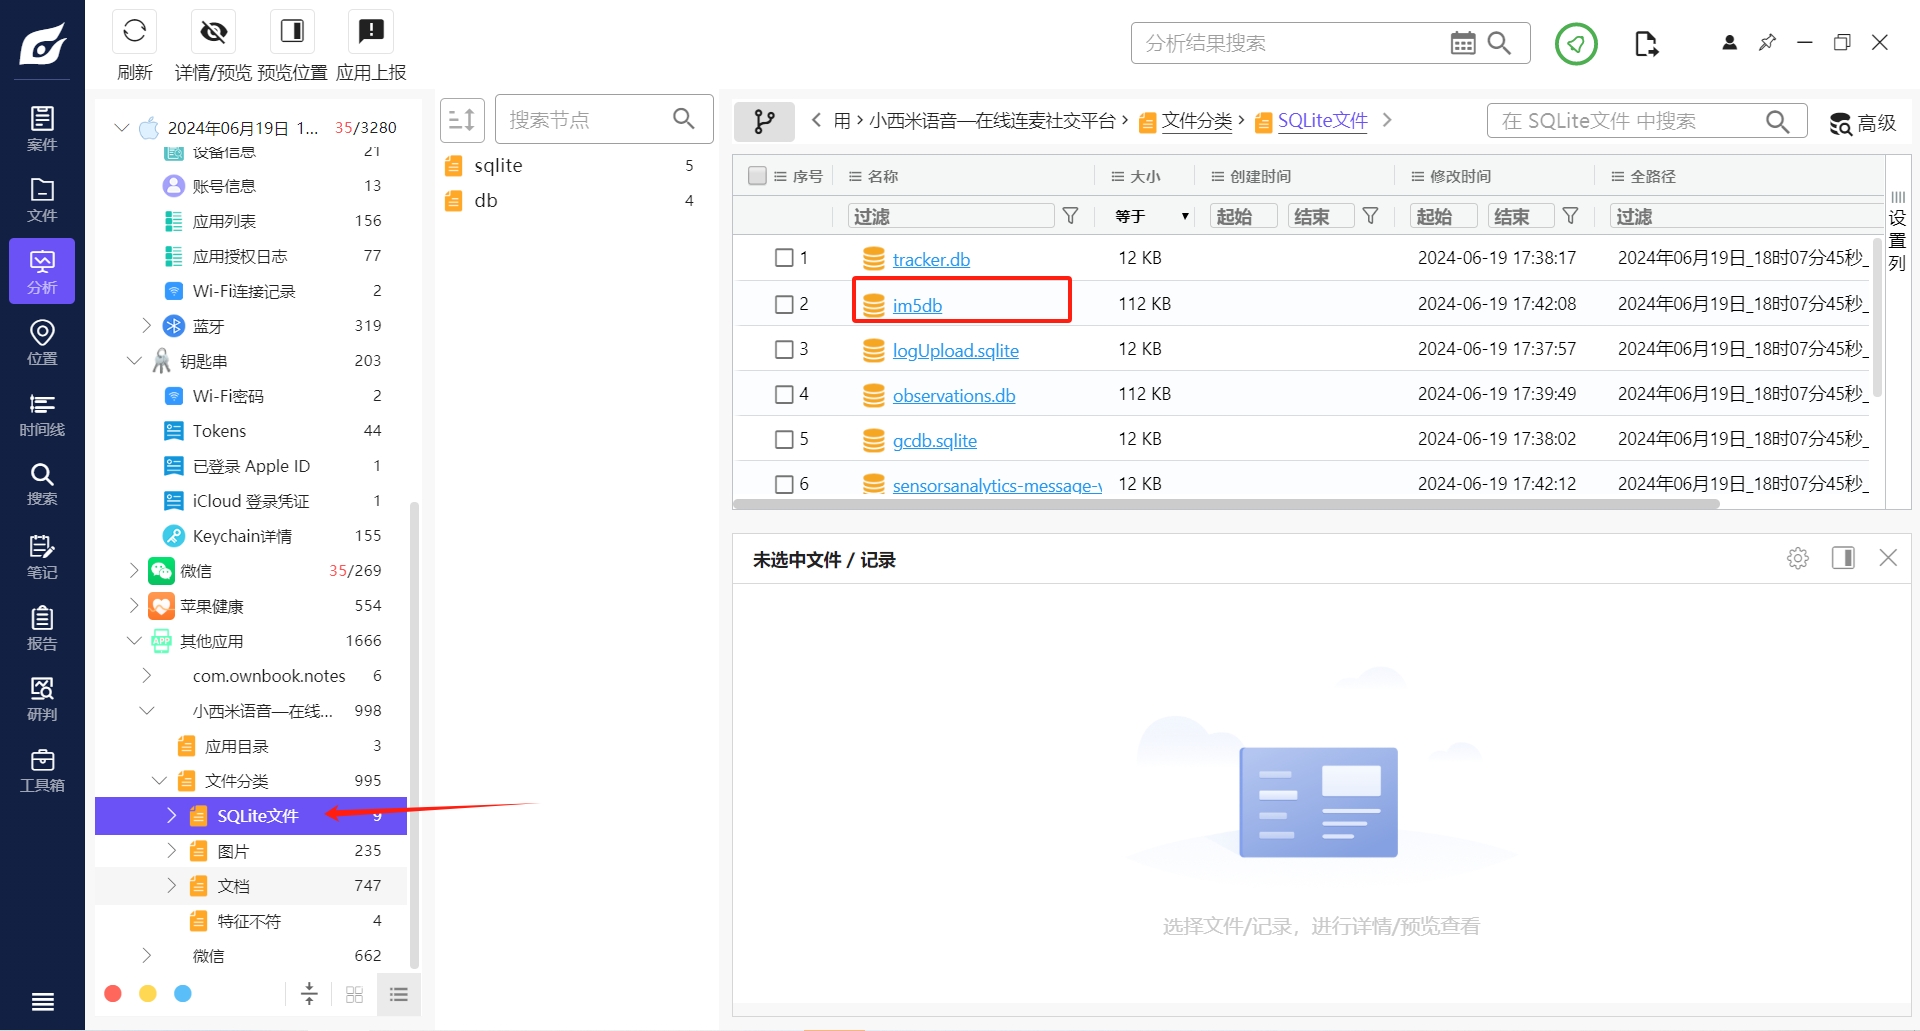 刷新
详情/预览
预览位置
应用上报
分析结果搜索
案件
文件
分析
位置
时间线
搜索
笔记
报告
研判
工具箱
2024年06月19日 1... 35/3280
设备信息 21
账号信息 13
应用列表 156
应用授权日志 77
Wi-Fi连接记录 2
蓝牙 319
钥匙串 203
Wi-Fi密码 2
Tokens 44
已登录 Apple ID 1
iCloud 登录凭证 1
Keychain详情 155
微信 35/269
苹果健康 554
其他应用 1666
com.ownbook.notes 6
小西米语音—在线... 998
应用目录 3
文件分类 995
SQLite文件 9
图片 235
文档 747
特征不符 4
微信 662
搜索节点
sqlite 5
db 4
用 > 小西米语音—在线连麦社交平台 > 文件分类 > SQLite文件 >
在 SQLite文件 中搜索
高级
序号 名称 大小 创建时间 修改时间 全路径
过滤 等于 起始 结束 起始 结束 过滤
1 tracker.db 12 KB 2024-06-19 17:38:17 2024年06月19日_18时07分45秒_
2 im5db 112 KB 2024-06-19 17:42:08 2024年06月19日_18时07分45秒_
3 logUpload.sqlite 12 KB 2024-06-19 17:37:57 2024年06月19日_18时07分45秒_
4 observations.db 112 KB 2024-06-19 17:39:49 2024年06月19日_18时07分45秒_
5 gcdb.sqlite 12 KB 2024-06-19 17:38:02 2024年06月19日_18时07分45秒_
6 sensorsanalytics-message-v 12 KB 2024-06-19 17:42:12 2024年06月19日_18时07分45秒_
设置列
未选中文件 / 记录
选择文件/记录，进行详情/预览查看
APP